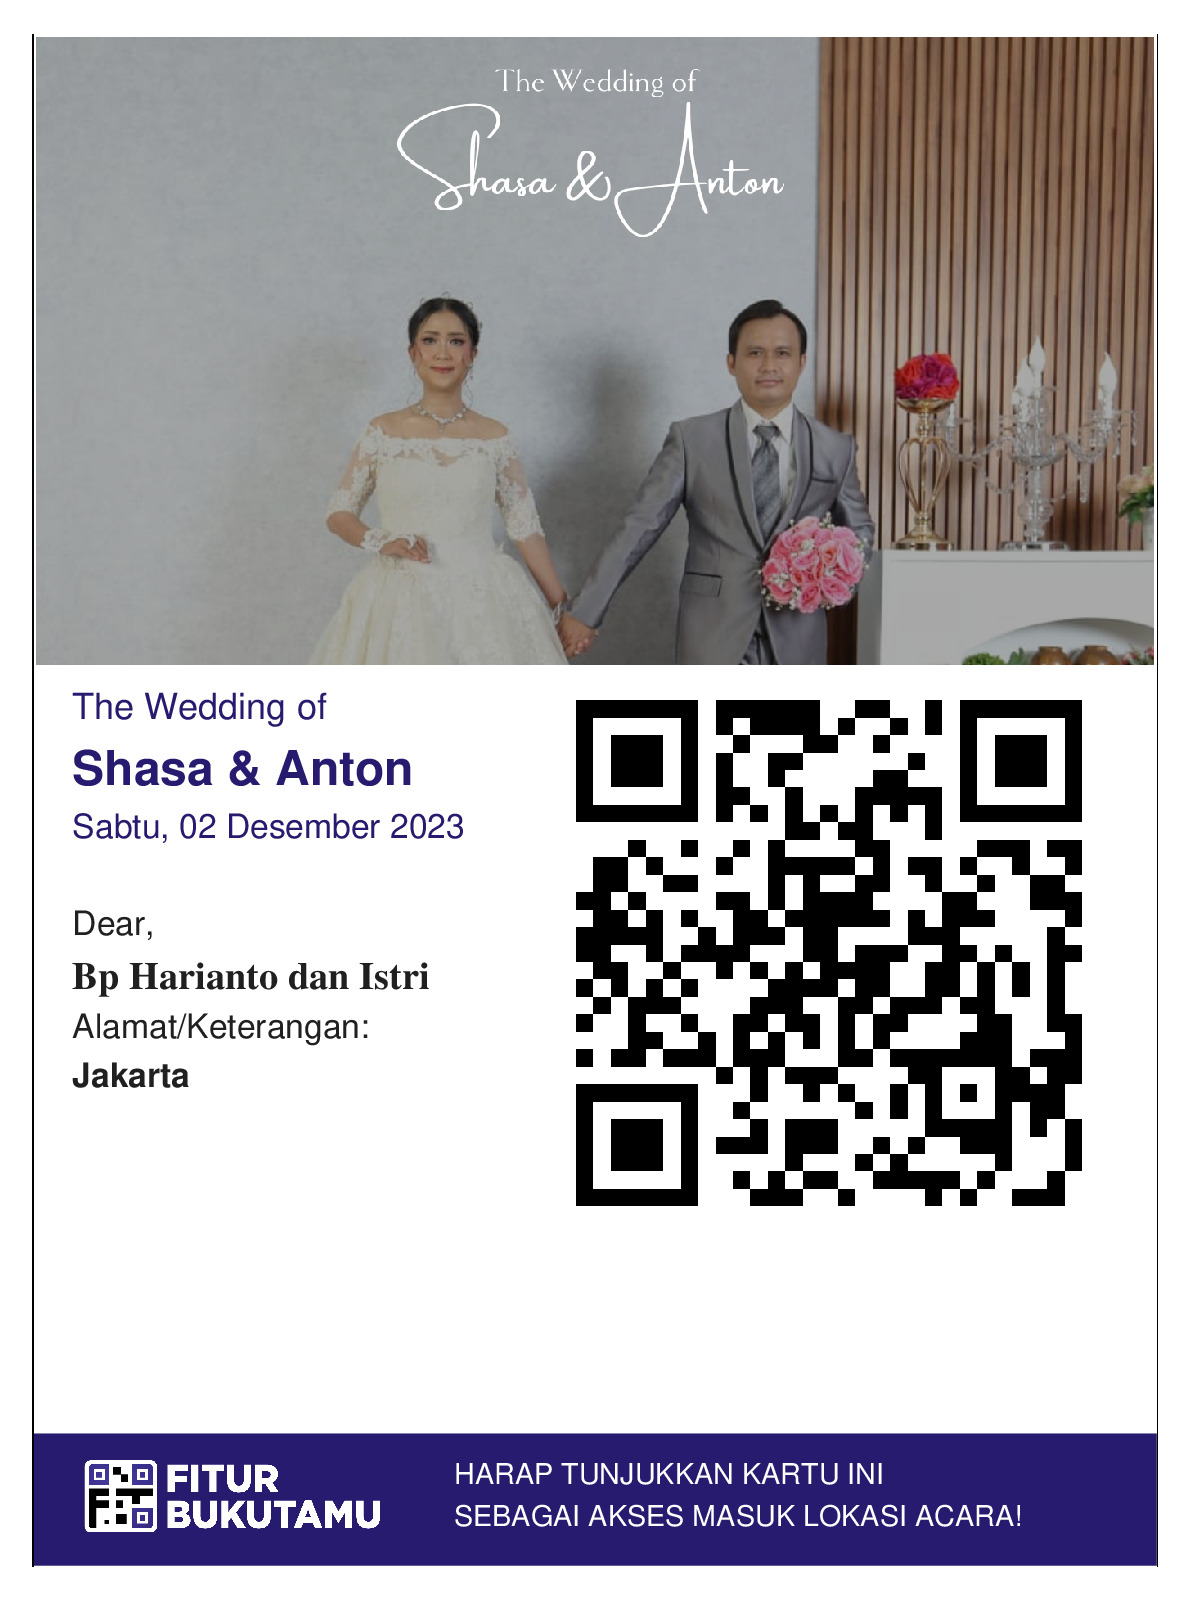 The Wedding of
Shasa & Anton
The Wedding of
Shasa & Anton
Sabtu, 02 Desember 2023
Dear,
Bp Harianto dan Istri
Alamat/Keterangan:
Jakarta
FITUR
BUKUTAMU
HARAP TUNJUKKAN KARTU INI
SEBAGAI AKSES MASUK LOKASI ACARA!